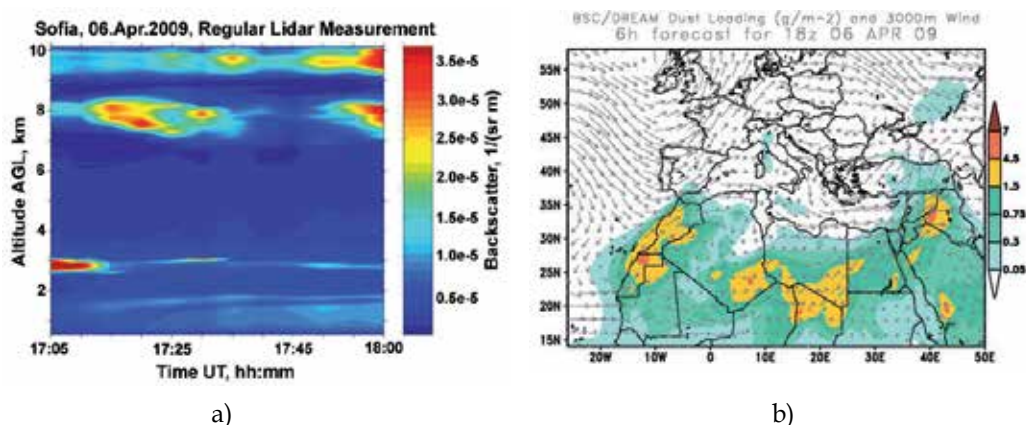 Sofia, 06.Apr.2009, Regular Lidar Measurement
10
8
6
4
2
Altitude AGL, km
17:05
17:25
17:45
18:00
Time UT, hh:mm
3.5e-5
3.0e-5
2.5e-5
2.0e-5
1.5e-5
1.0e-5
0.5e-5
Backscatter, 1/(sr m)
a)
BSC/DREAM Dust Loading (g/m-2) and 3000m Wind
6h forecast for 18z 06 APR 09
55N
50N
45N
40N
35N
30N
25N
20N
15N
20W
10W
0
10E
20E
30E
40E
50E
7
4.5
1.5
0.75
0.3
0.05
b)